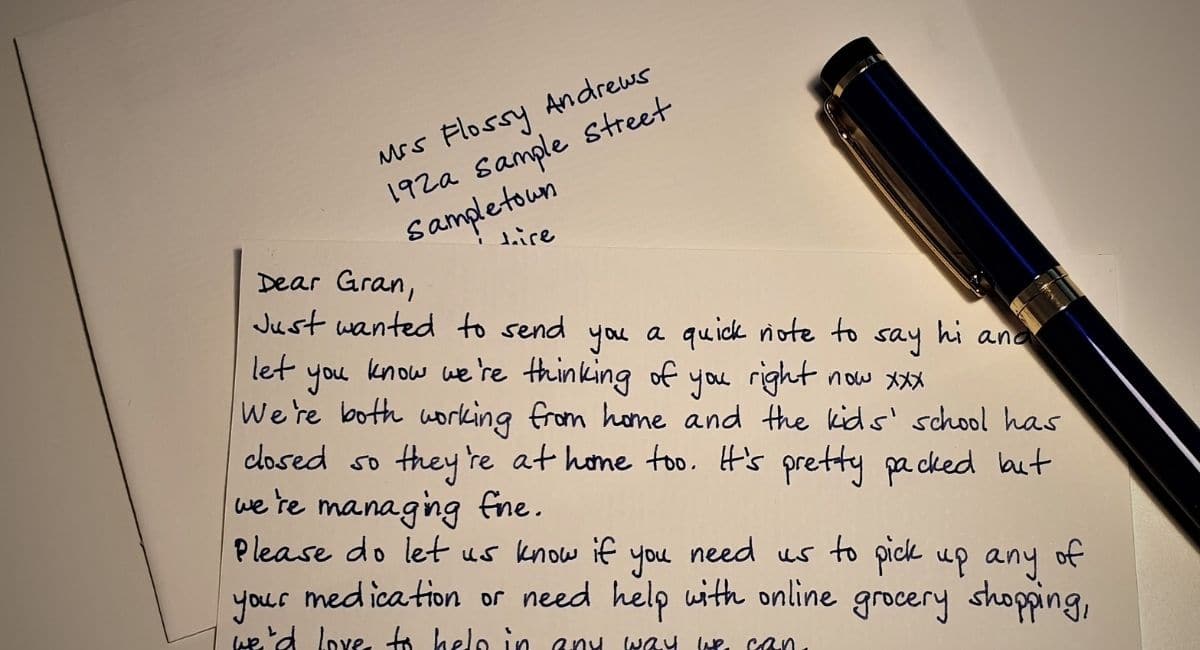 Mrs Flossy Andrews
192a Sample Street
Sampletown
Dear Gran,
Just wanted to send you a quick note to say hi and
let you know we're thinking of you right now xxx
We're both working from home and the kids' school has
closed so they're at home too. It's pretty packed but
we're managing fine.
Please do let us know if you need us to pick up any of
your medication or need help with online grocery shopping,
we'd love to help in any way we can.